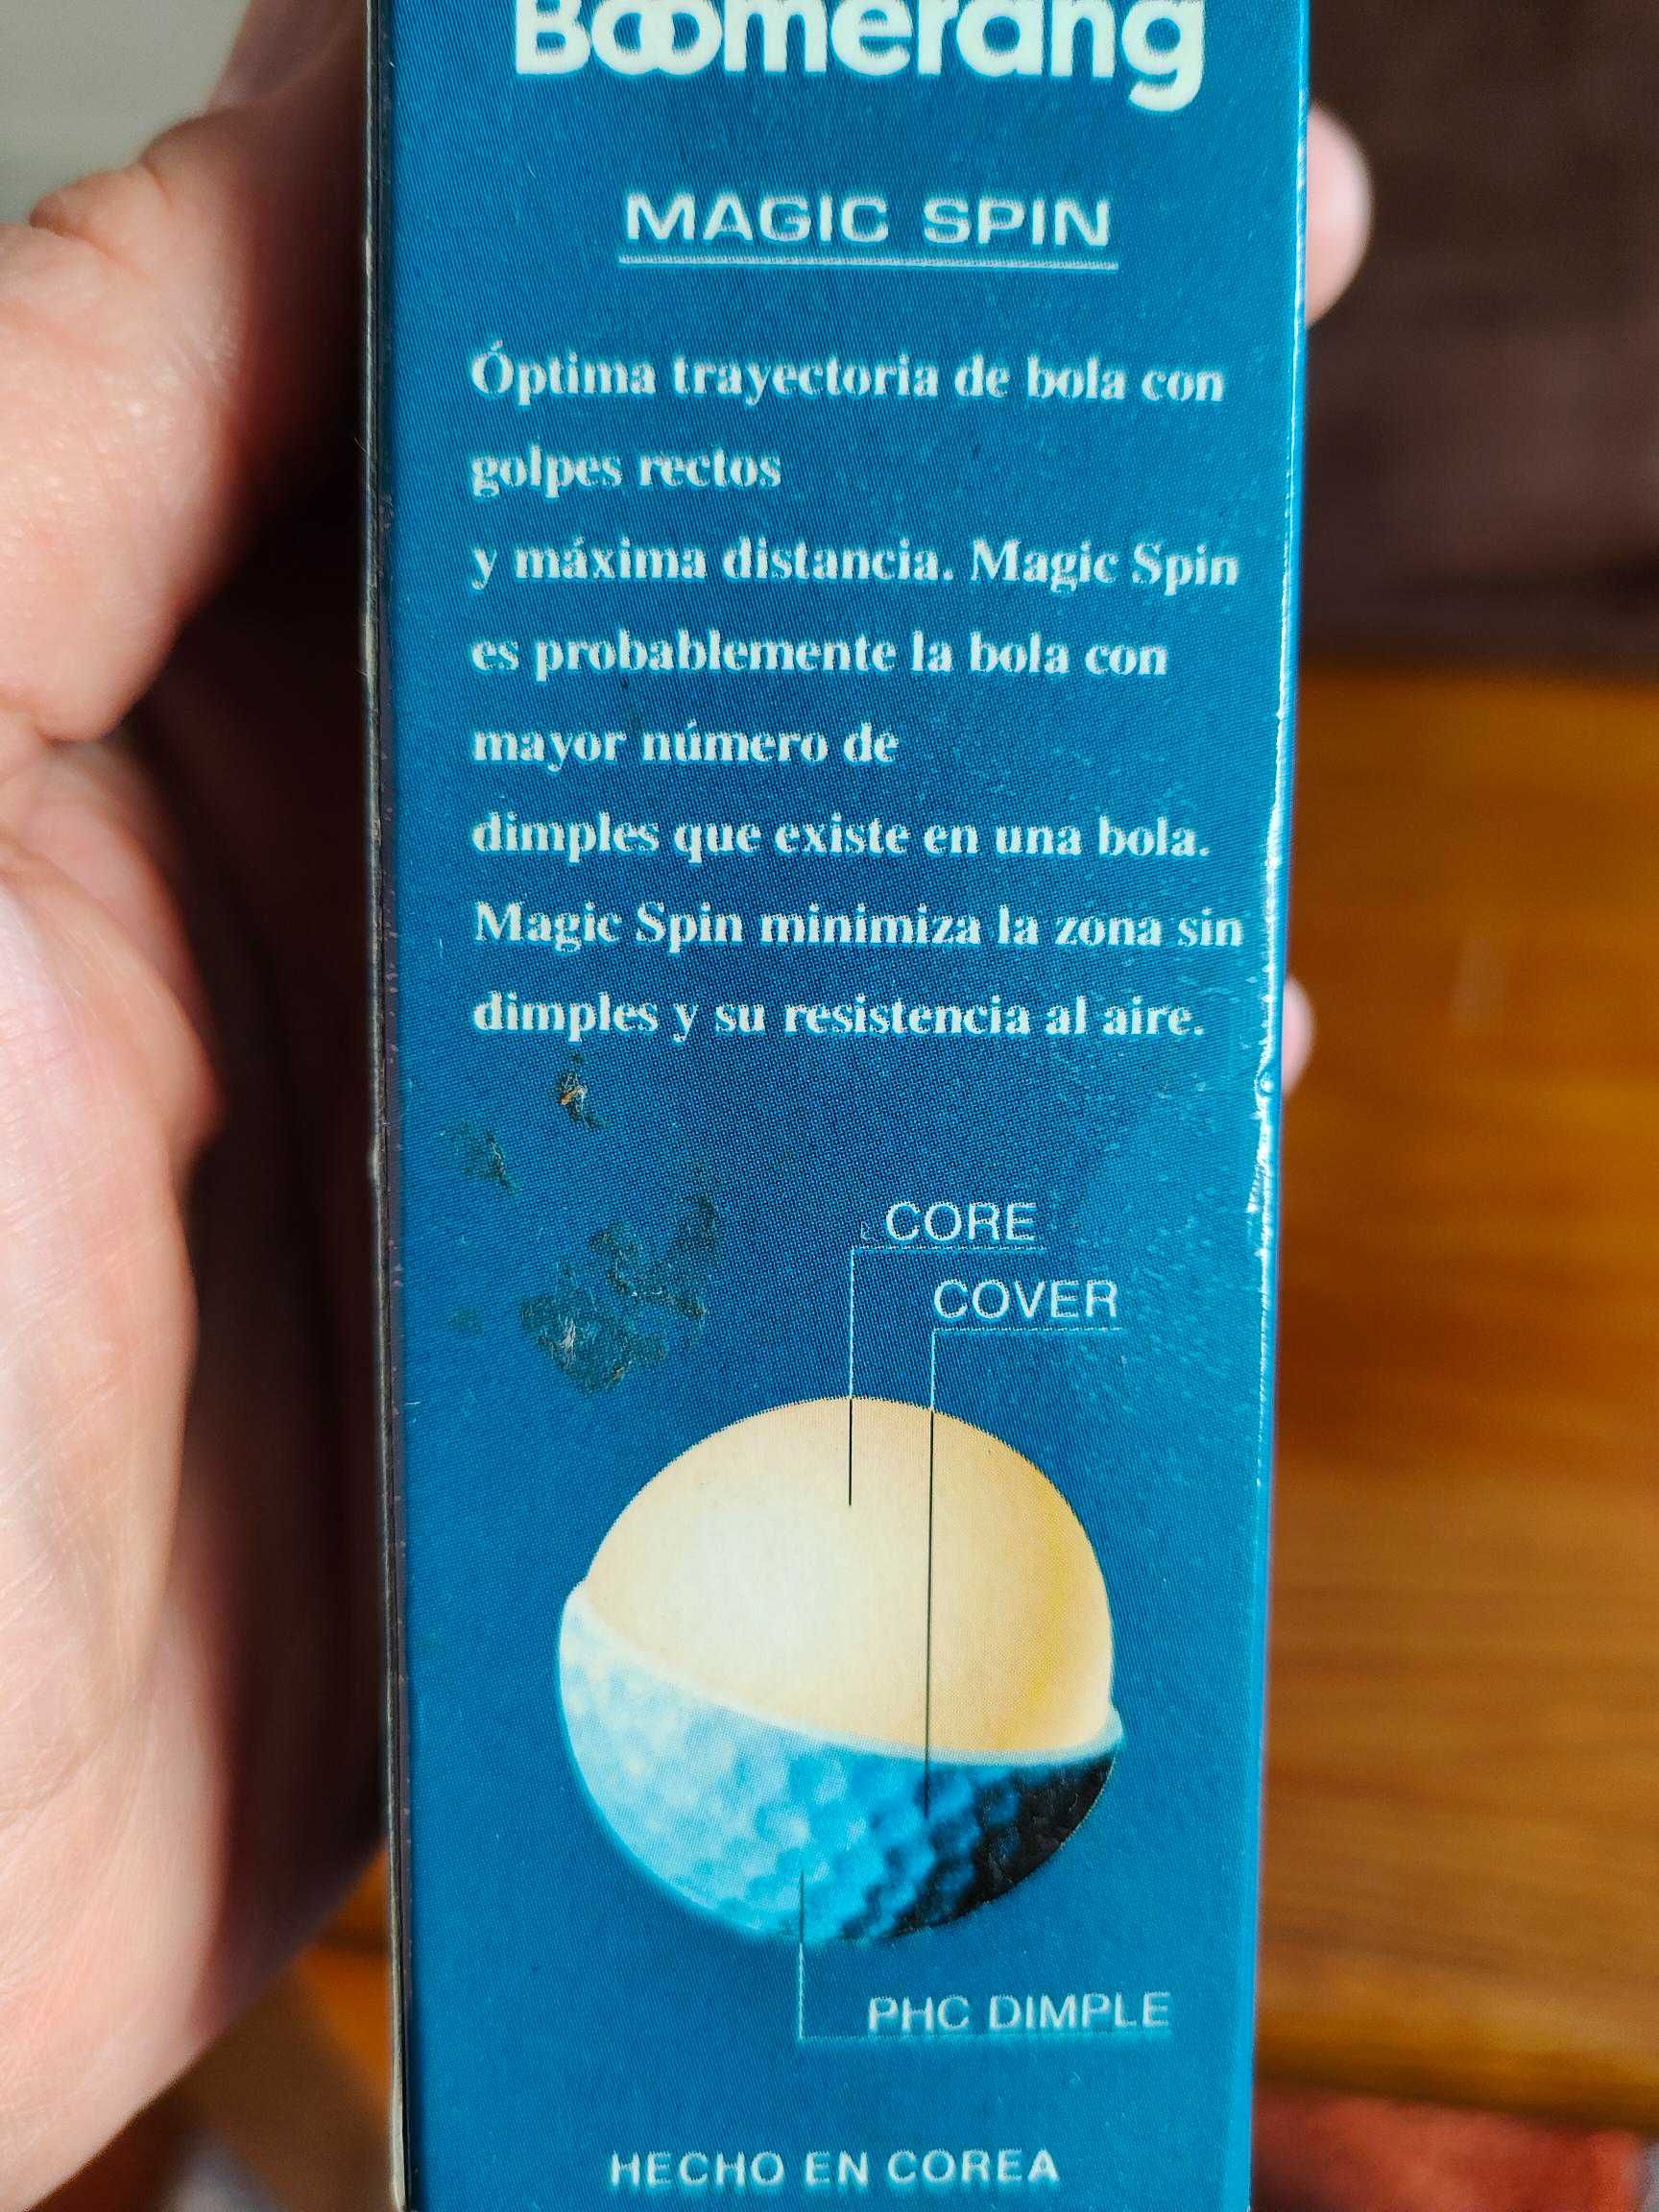 Boomerang
MAGIC SPIN
Óptima trayectoria de bola con
golpes rectos
y máxima distancia. Magic Spin
es probablemente la bola con
mayor número de
dimples que existe en una bola.
Magic Spin minimiza la zona sin
dimples y su resistencia al aire.
CORE
COVER
PHC DIMPLE
HECHO EN COREA